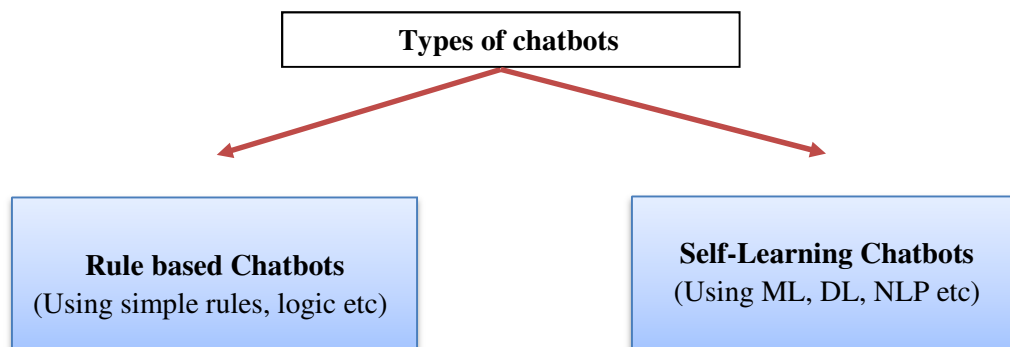 Types of chatbots
Rule based Chatbots
(Using simple rules, logic etc)
Self-Learning Chatbots
(Using ML, DL, NLP etc)